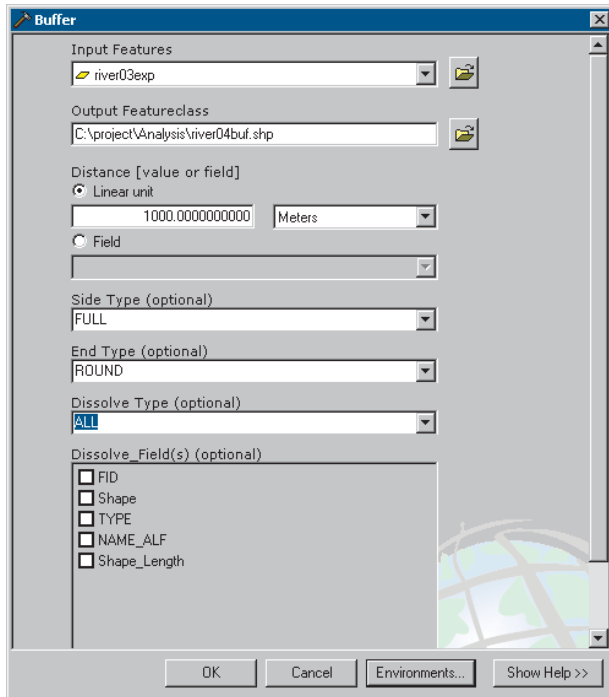 Buffer
Input Features
river03exp
Output Featureclass
C:\project\Analysis\river04buf.shp
Distance [value or field]
Linear unit
1000.0000000000 Meters
Field
Side Type (optional)
FULL
End Type (optional)
ROUND
Dissolve Type (optional)
ALL
Dissolve_Field(s) (optional)
FID
Shape
TYPE
NAME_ALF
Shape_Length
OK Cancel Environments... Show Help >>